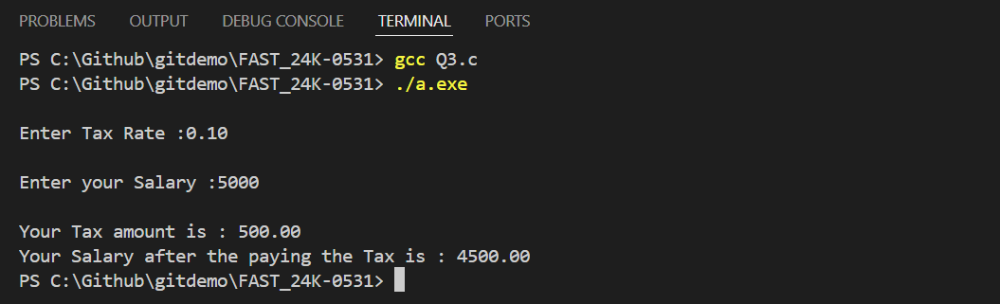 PROBLEMS OUTPUT DEBUG CONSOLE TERMINAL PORTS
PS C:\Github\gitdemo\FAST_24K-0531> gcc Q3.c
PS C:\Github\gitdemo\FAST_24K-0531> ./a.exe
Enter Tax Rate :0.10
Enter your Salary :5000
Your Tax amount is : 500.00
Your Salary after the paying the Tax is : 4500.00
PS C:\Github\gitdemo\FAST_24K-0531>